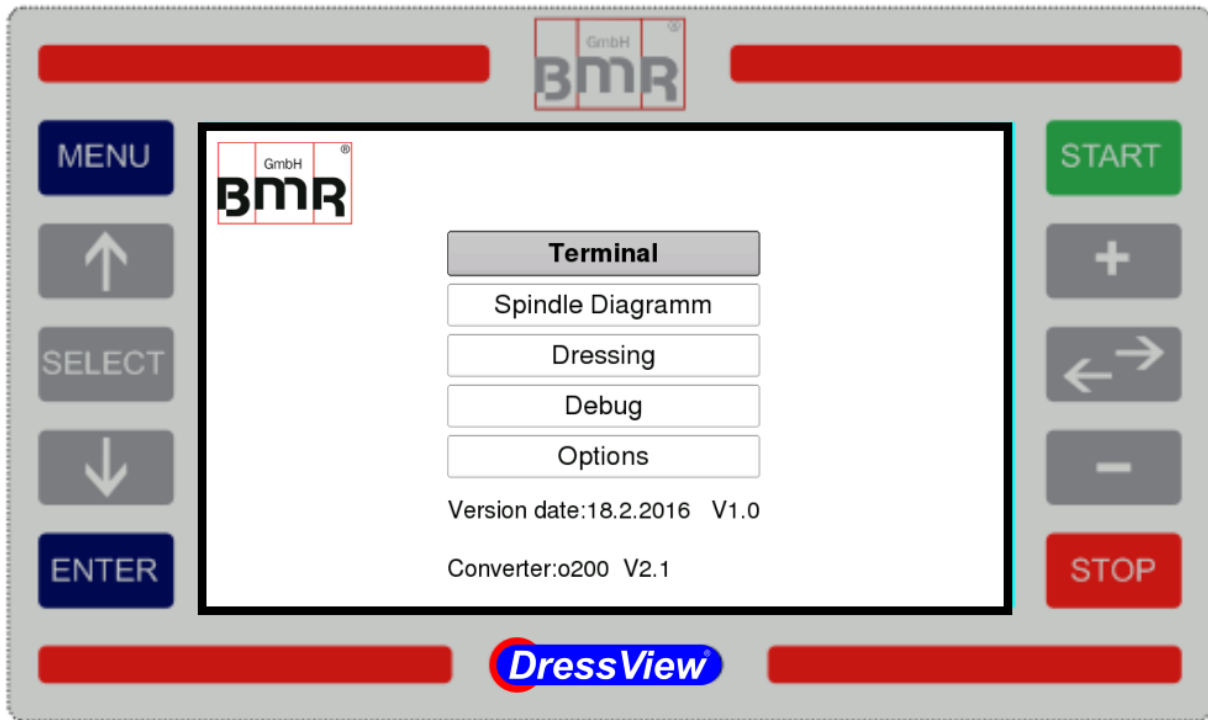 GmbH ®
BMR
MENU
START
GmbH ®
BMR
Terminal
+
Spindle Diagramm
SELECT
Dressing
Debug
Options
-
Version date:18.2.2016 V1.0
ENTER
Converter:o200 V2.1
STOP
DressView®